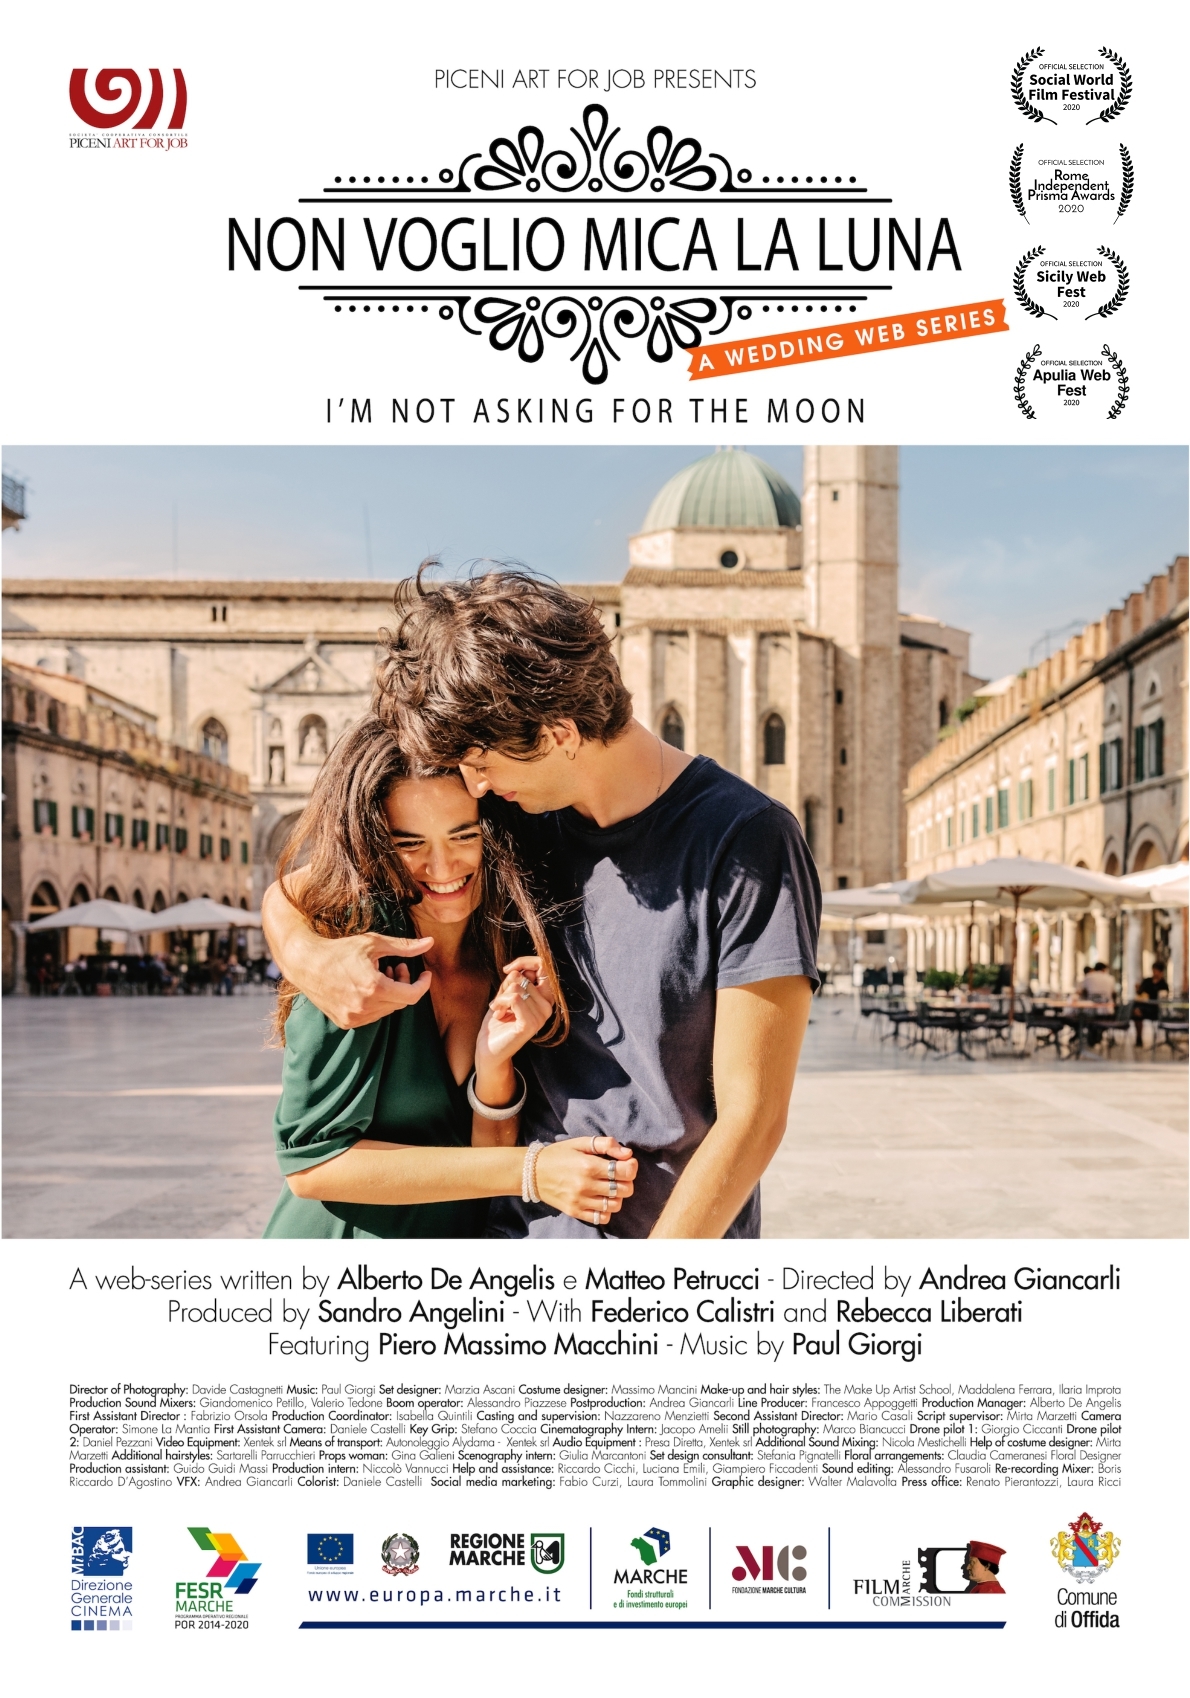 PICENI ART FOR JOB PRESENTS
SOCIETA' COOPERATIVA CONSORTILE
PICENI ART FOR JOB
NON VOGLIO MICA LA LUNA
A WEDDING WEB SERIES
I'M NOT ASKING FOR THE MOON
OFFICIAL SELECTION
Social World
Film Festival
2020
OFFICIAL SELECTION
Rome
Independent
Prisma Awards
2020
OFFICIAL SELECTION
Sicily Web
Fest
2020
OFFICIAL SELECTION
Apulia Web
Fest
2020
A web-series written by Alberto De Angelis e Matteo Petrucci - Directed by Andrea Giancarli
Produced by Sandro Angelini - With Federico Calistri and Rebecca Liberati
Featuring Piero Massimo Macchini - Music by Paul Giorgi
Director of Photography: Davide Castagnetti Music: Paul Giorgi Set designer: Marzia Ascani Costume designer: Massimo Mancini Make-up and hair styles: The Make Up Artist School, Maddalena Ferrara, Ilaria Improta
Production Sound Mixers: Giandomenico Petillo, Valerio Tedone Boom operator: Alessandro Piazzese Postproduction: Andrea Giancarli Line Producer: Francesco Appoggetti Production Manager: Alberto De Angelis
First Assistant Director : Fabrizio Orsola Production Coordinator: Isabella Quintili Casting and supervision: Nazzareno Menzietti Second Assistant Director: Mario Casali Script supervisor: Mirta Marzetti Camera
Operator: Simone La Mantia First Assistant Camera: Daniele Castelli Key Grip: Stefano Coccia Cinematography Intern: Jacopo Amelii Still photography: Marco Biancucci Drone pilot 1: Giorgio Ciccanti Drone pilot
2: Daniel Pezzani Video Equipment: Xentek srl Means of transport: Autonoleggio Alydama - Xentek srl Audio Equipment : Presa Diretta, Xentek srl Additional Sound Mixing: Nicola Mestichelli Help of costume designer: Mirta
Marzetti Additional hairstyles: Sartarelli Parrucchieri Props woman: Gina Galieni Scenography intern: Giulia Marcantoni Set design consultant: Stefania Pignatelli Floral arrangements: Claudia Cameranesi Floral Designer
Production assistant: Guido Guidi Massi Production intern: Niccolò Vannucci Help and assistance: Riccardo Cicchi, Luciana Emili, Giampiero Ficcadenti Sound editing: Alessandro Fusaroli Re-recording Mixer: Boris
Riccardo D'Agostino VFX: Andrea Giancarli Colorist: Daniele Castelli Social media marketing: Fabio Curzi, Laura Tommolini Graphic designer: Walter Malavolta Press office: Renato Pierantozzi, Laura Ricci
MiBAC
Direzione
Generale
CINEMA
FESR
MARCHE
PROGRAMMA OPERATIVO REGIONALE
POR 2014-2020
Unione europea
REGIONE
MARCHE
www.europa.marche.it
MARCHE
Fondi strutturali
e di investimento europei
MC
FONDAZIONE MARCHE CULTURA
FILM
MARCHE
COMMISSION
Comune
di Offida